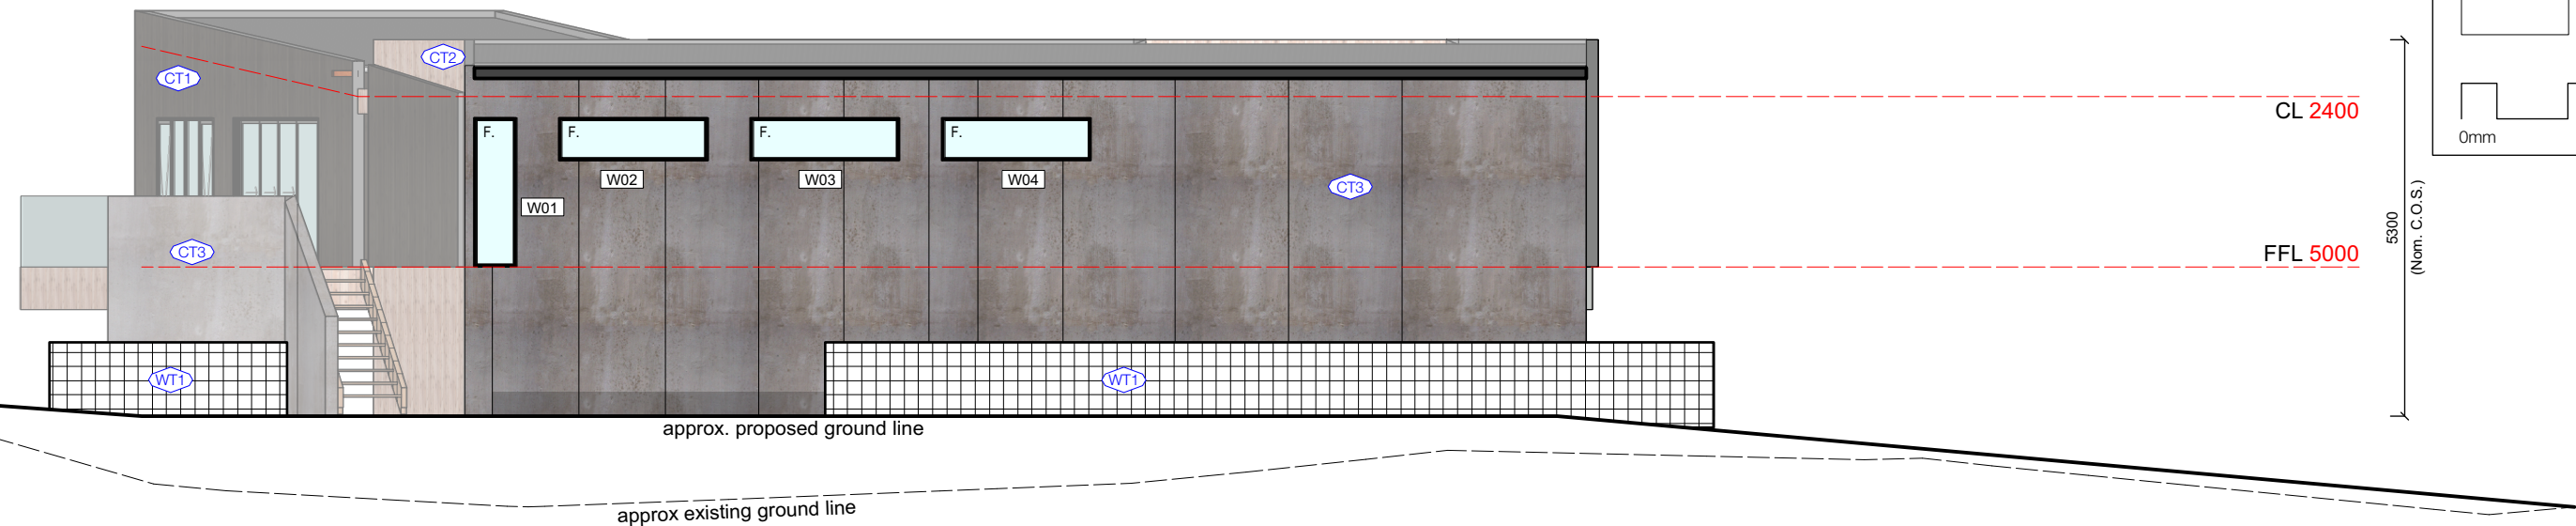 CT2
CT1
CL 2400
0mm
F.
F.
F.
F.
W02
W03
W04
CT3
W01
5300
(Nom. C.O.S.)
CT3
FFL 5000
WT1
WT1
approx. proposed ground line
approx existing ground line